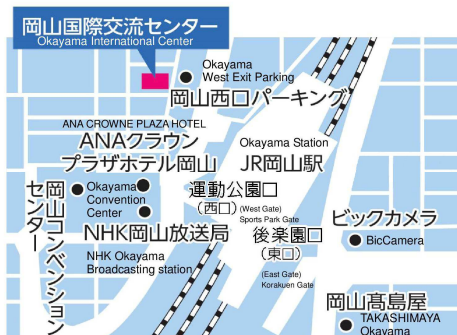 岡山国際交流センター
Okayama International Center
Okayama
West Exit Parking
岡山西口パーキング
ANA CROWNE PLAZA HOTEL
ANAクラウン
プラザホテル岡山
Okayama Station
JR岡山駅
岡山コンベンション
センター
Okayama
Convention
Center
運動公園口
(西口)
(West Gate)
Sports Park Gate
NHK岡山放送局
NHK Okayama
Broadcasting station
後楽園口
(東口)
(East Gate)
Korakuen Gate
ビックカメラ
BicCamera
岡山髙島屋
TAKASHIMAYA
Okayama